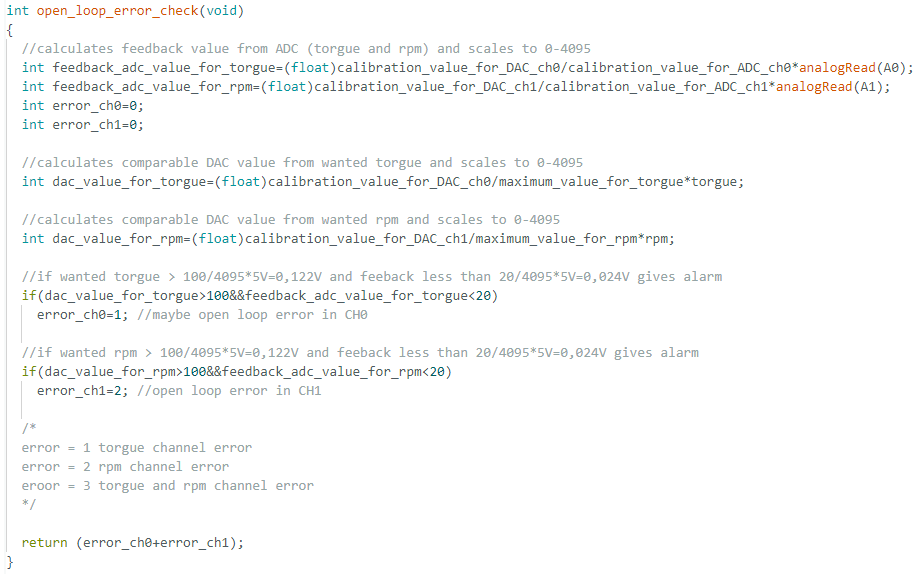 int open_loop_error_check(void)
{
//calculates feedback value from ADC (torgue and rpm) and scales to 0-4095
int feedback_adc_value_for_torgue=(float)calibration_value_for_DAC_ch0/calibration_value_for_ADC_ch0*analogRead(A0);
int feedback_adc_value_for_rpm=(float)calibration_value_for_DAC_ch1/calibration_value_for_ADC_ch1*analogRead(A1);
int error_ch0=0;
int error_ch1=0;
//calculates comparable DAC value from wanted torgue and scales to 0-4095
int dac_value_for_torgue=(float)calibration_value_for_DAC_ch0/maximum_value_for_torgue*torgue;
//calculates comparable DAC value from wanted rpm and scales to 0-4095
int dac_value_for_rpm=(float)calibration_value_for_DAC_ch1/maximum_value_for_rpm*rpm;
//if wanted torgue > 100/4095*5V=0,122V and feeback less than 20/4095*5V=0,024V gives alarm
if(dac_value_for_torgue>100&&feedback_adc_value_for_torgue<20)
error_ch0=1; //maybe open loop error in CH0
//if wanted rpm > 100/4095*5V=0,122V and feeback less than 20/4095*5V=0,024V gives alarm
if(dac_value_for_rpm>100&&feedback_adc_value_for_rpm<20)
error_ch1=2; //open loop error in CH1
/*
error = 1 torgue channel error
error = 2 rpm channel error
eroor = 3 torgue and rpm channel error
*/
return (error_ch0+error_ch1);
}